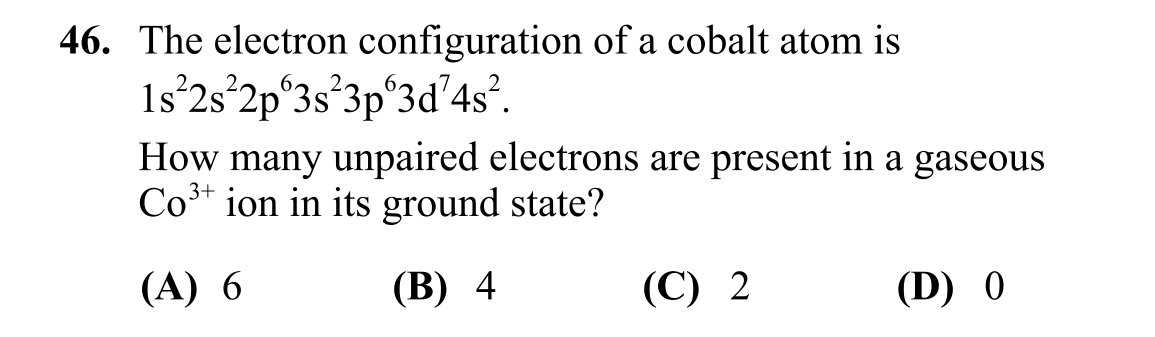 46. The electron configuration of a cobalt atom is
1s²2s²2p⁶3s²3p⁶3d⁷4s².
How many unpaired electrons are present in a gaseous
Co³⁺ ion in its ground state?
(A) 6 (B) 4 (C) 2 (D) 0